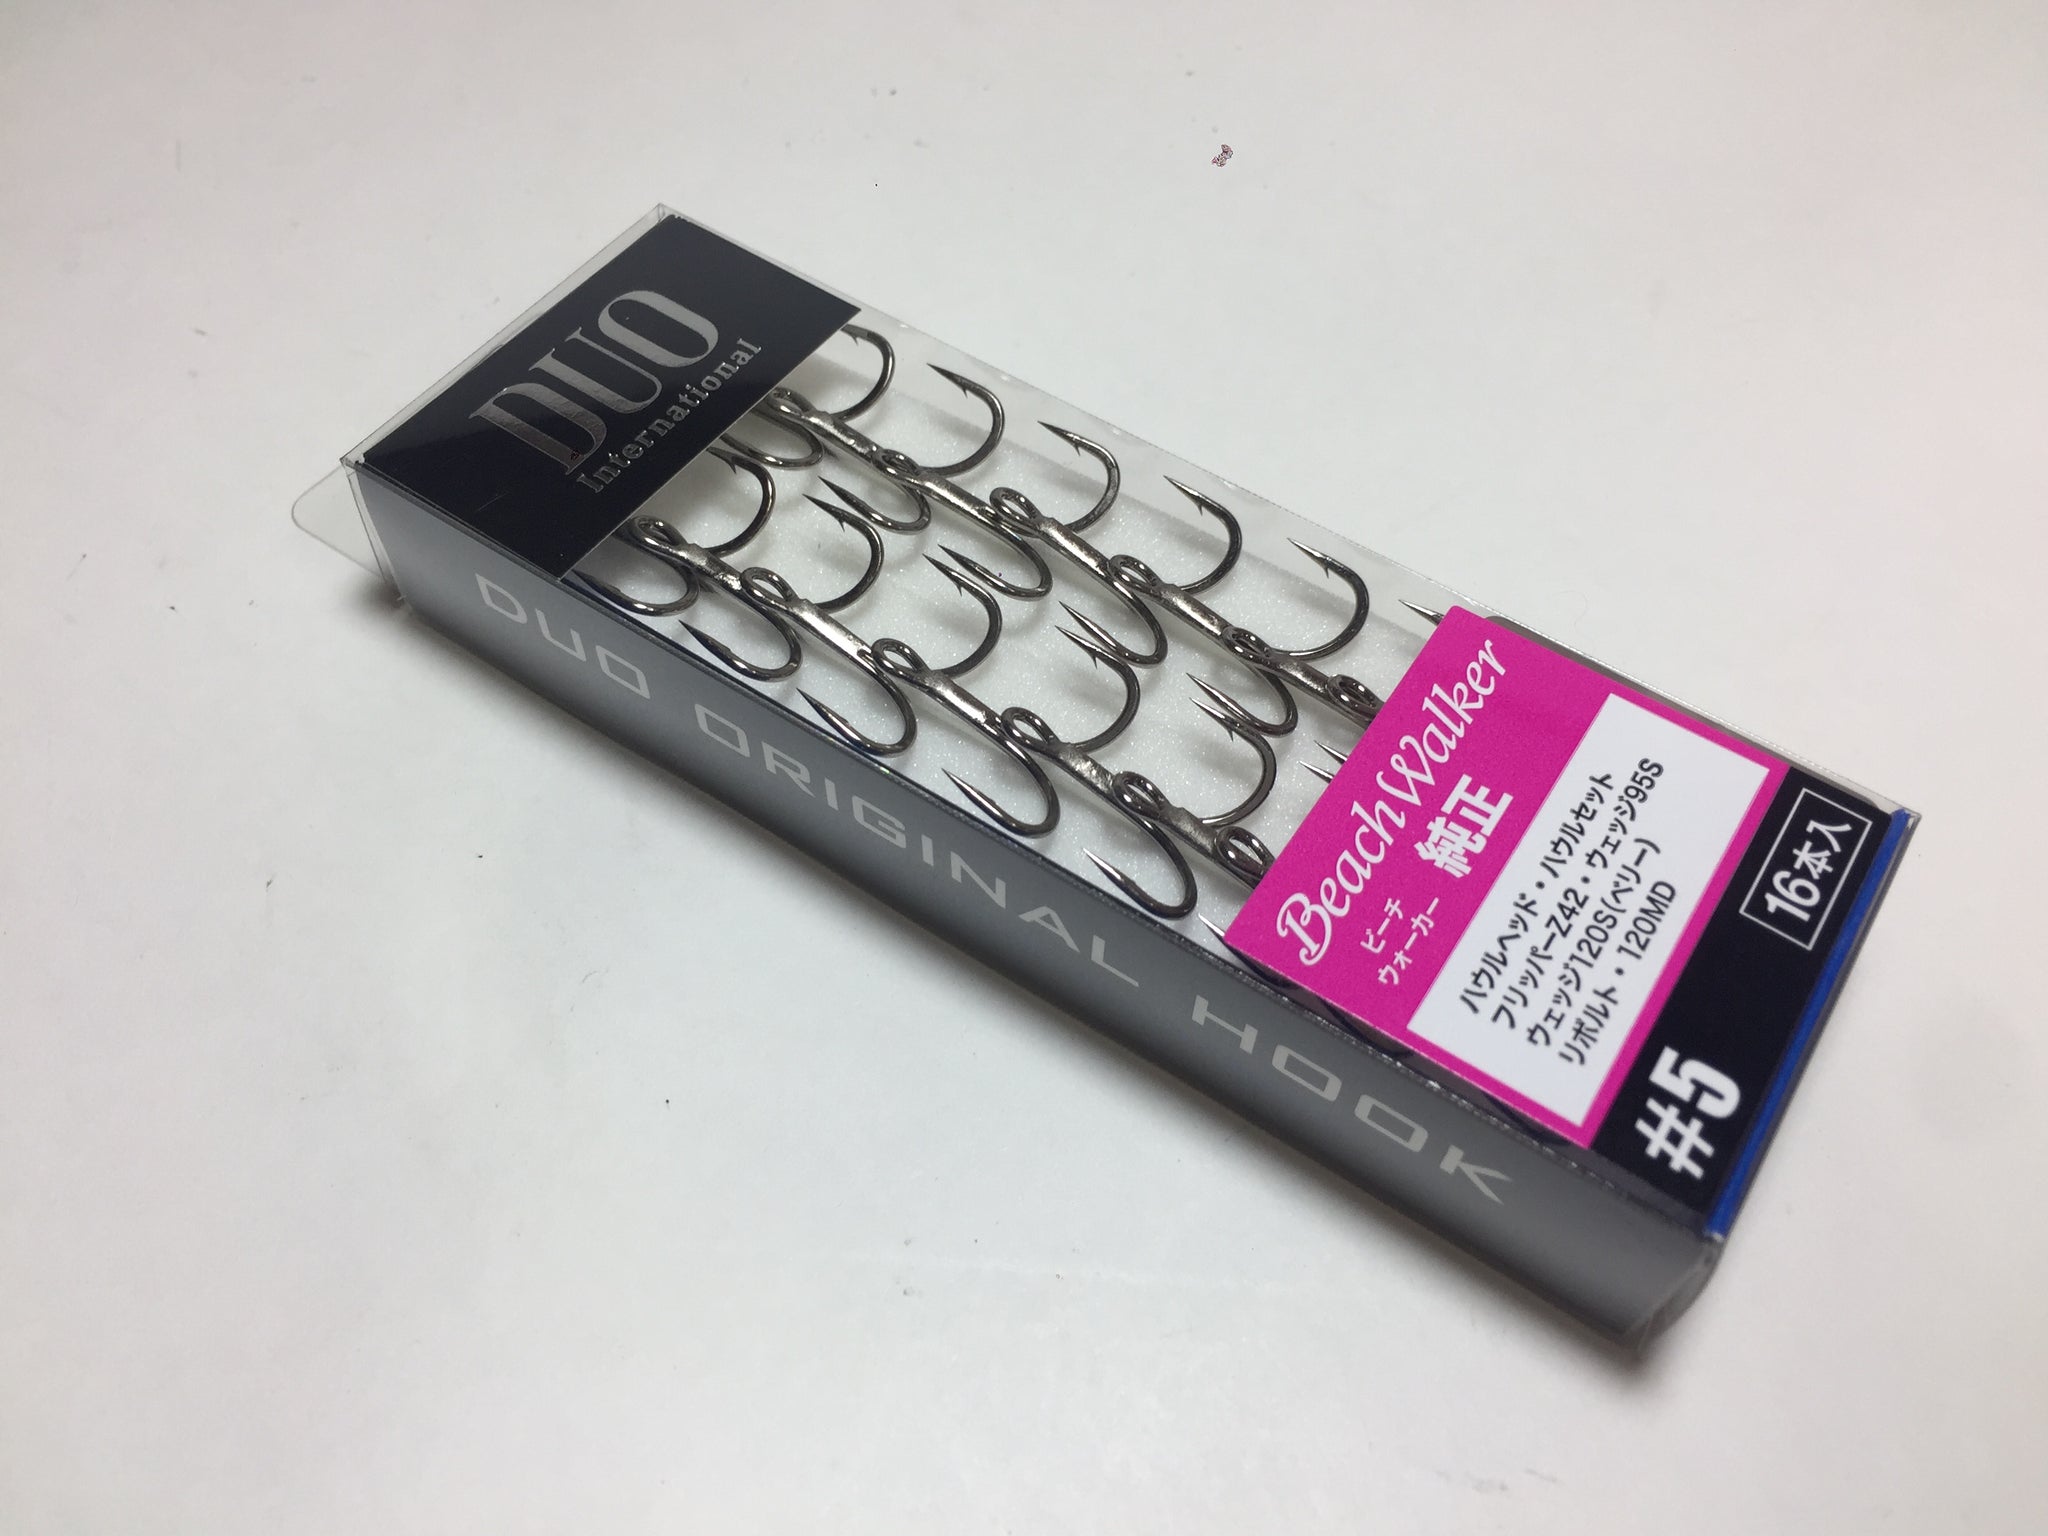 DUO
International
DUO ORIGINAL HOOK
Beach Walker
ビーチ
ウォーカー
純正
ハウルヘッド・ハウルセット
フリッパーZ42・ウェッジ95S
ウェッジ120S(ベリー)
リボルト・120MD
#5
16本入